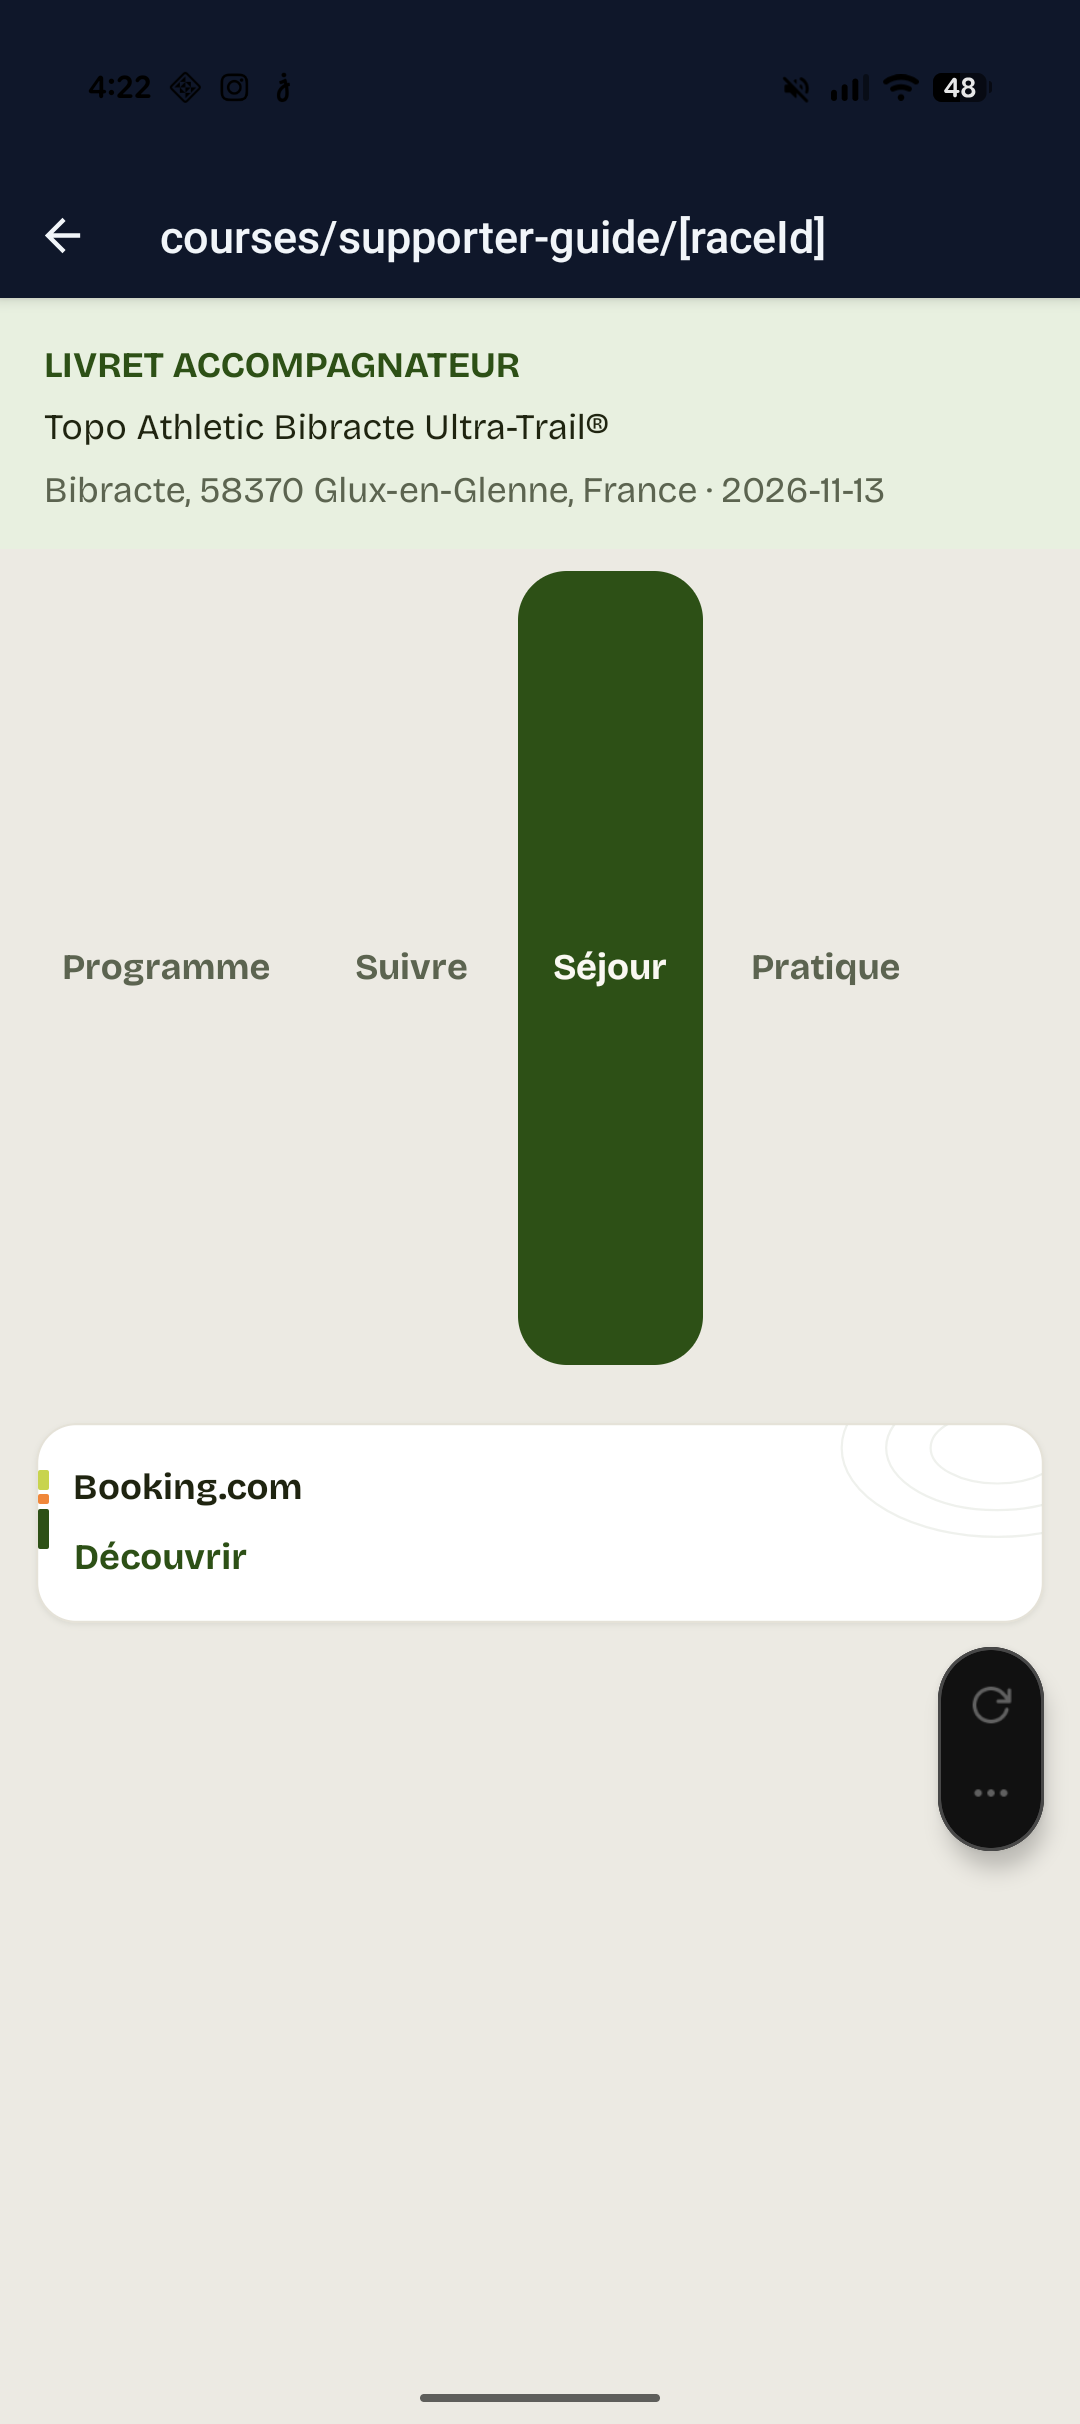 4:22
48
courses/supporter-guide/[raceId]
LIVRET ACCOMPAGNATEUR
Topo Athletic Bibracte Ultra-Trail®
Bibracte, 58370 Glux-en-Glenne, France · 2026-11-13
Programme
Suivre
Séjour
Pratique
Booking.com
Découvrir